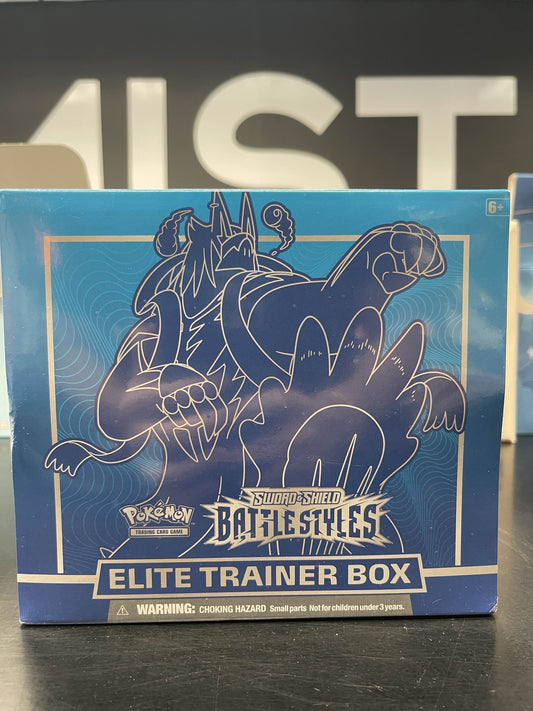 MIST
6+
Pokémon
TRADING CARD GAME
SWORD & SHIELD
BATTLE STYLES
ELITE TRAINER BOX
WARNING: CHOKING HAZARD Small parts Not for children under 3 years.